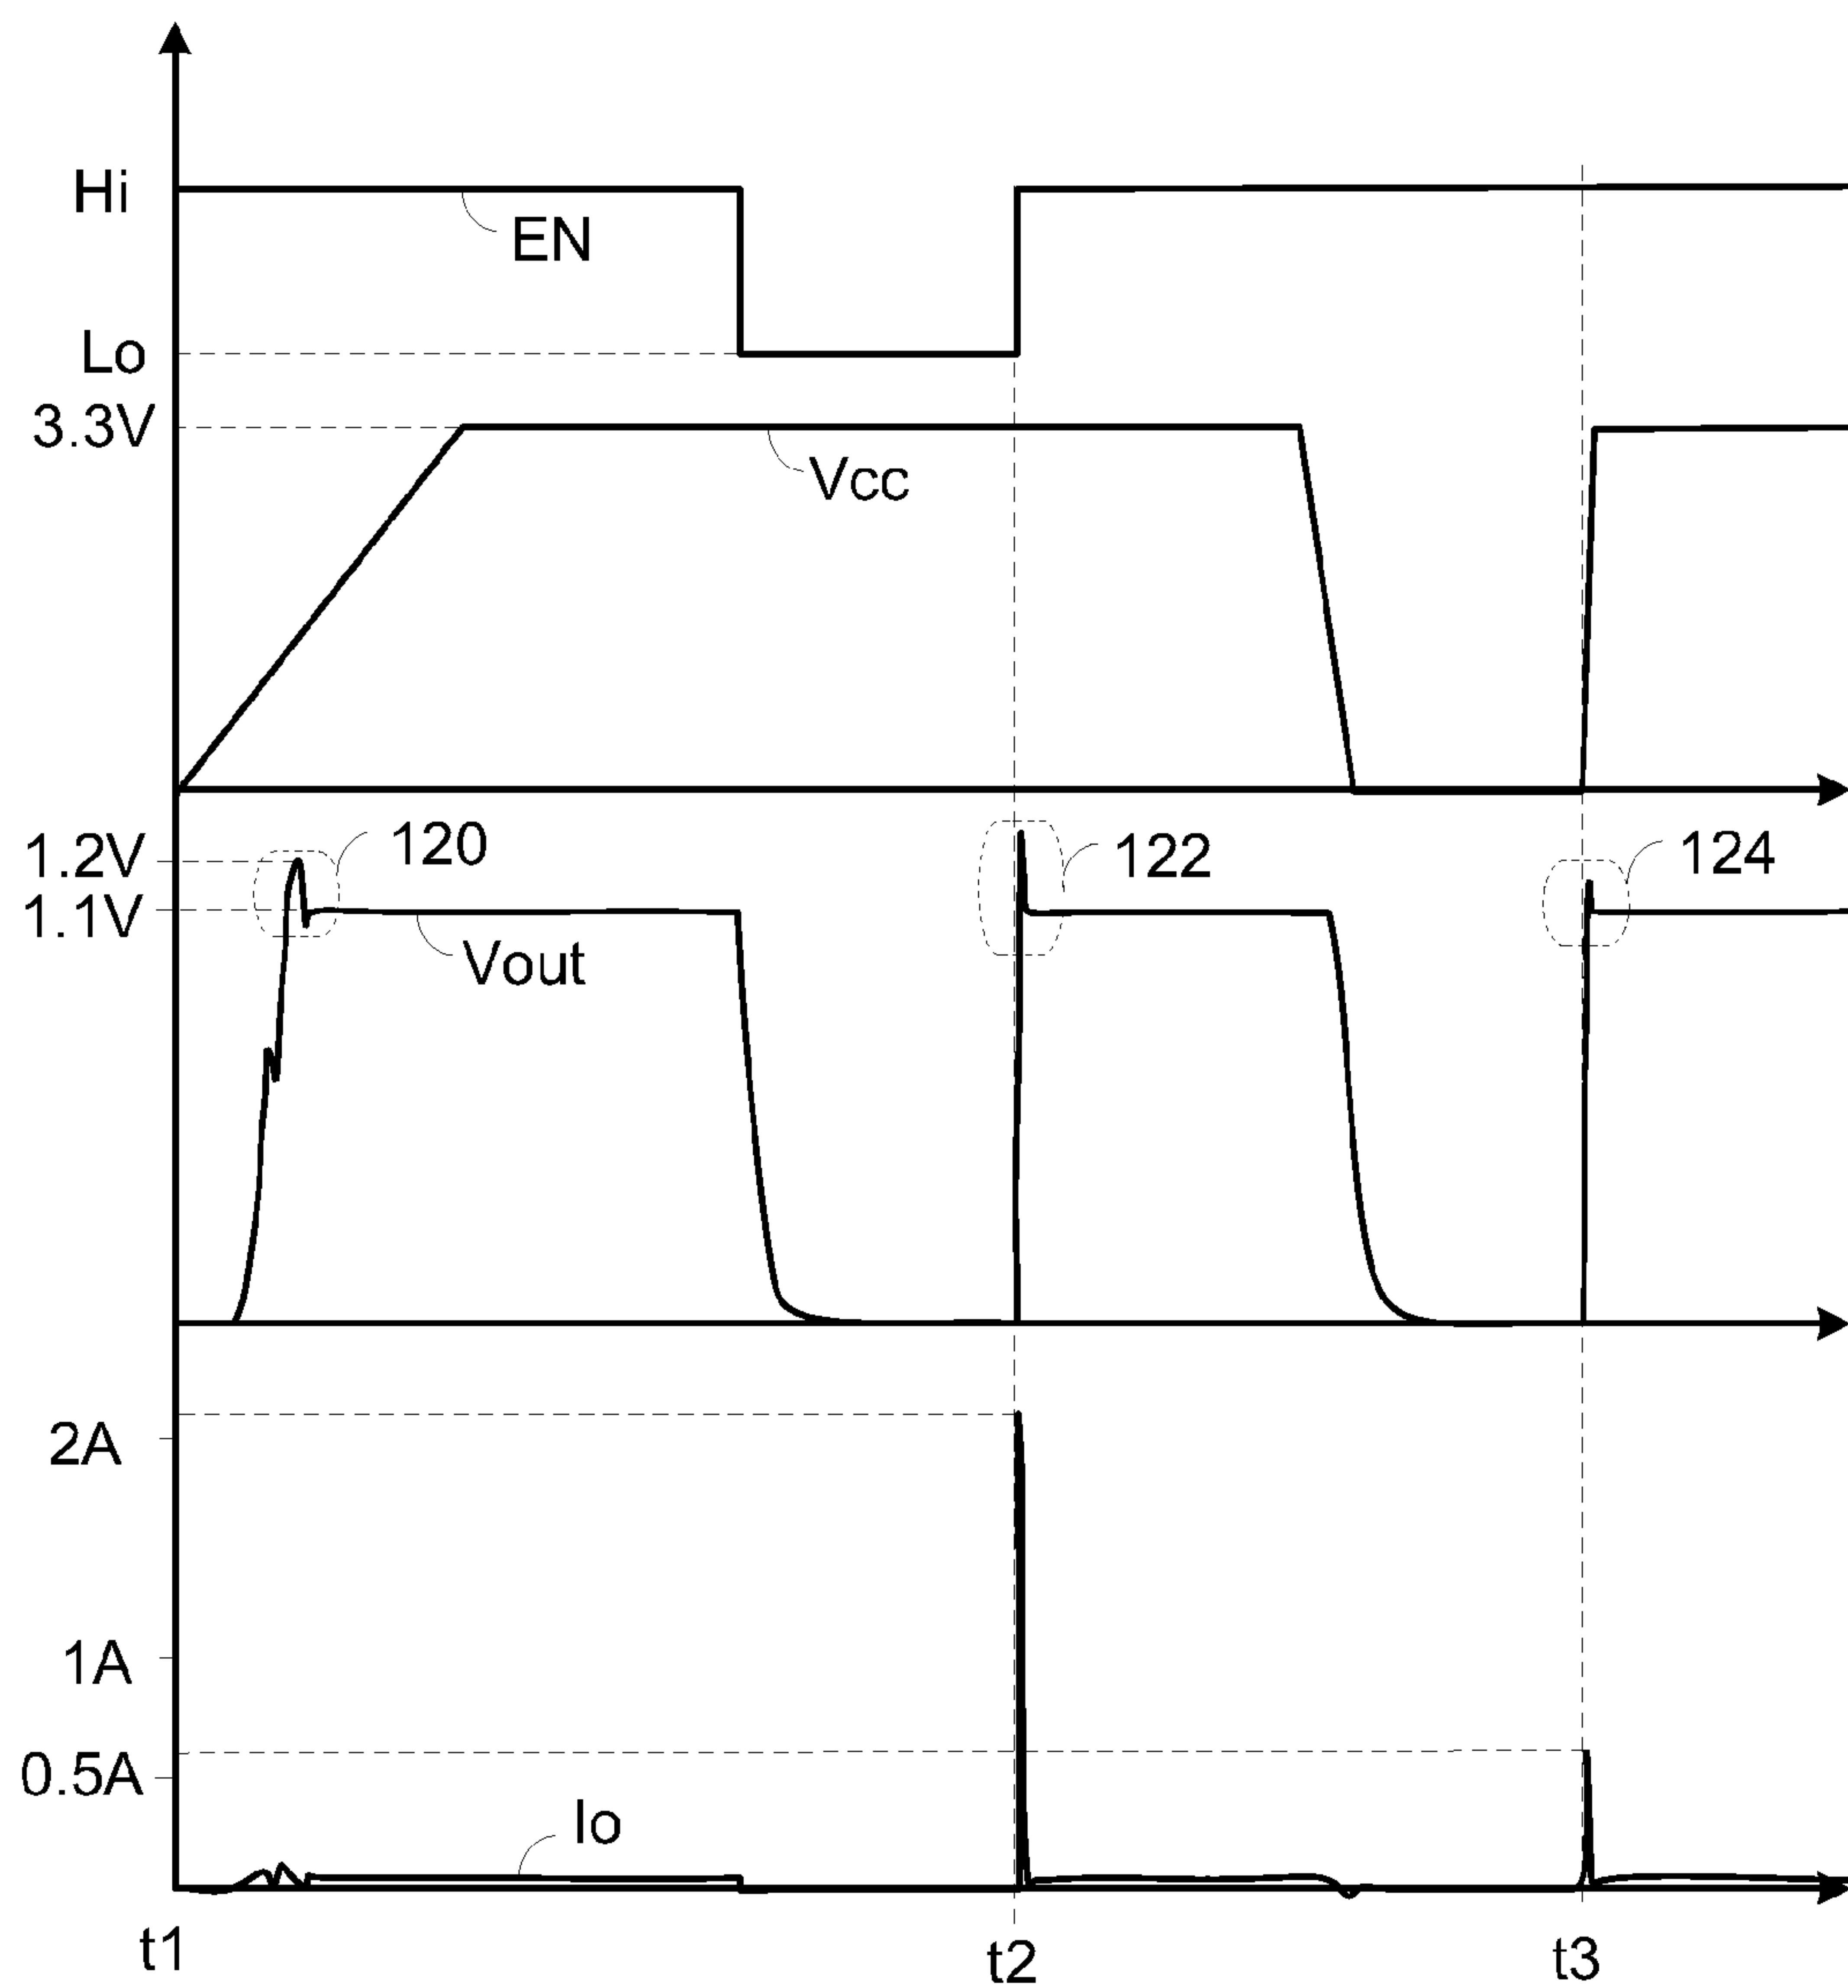 Hi
EN
Lo
3.3V
Vcc
1.2V
120
122
124
1.1V
Vout
2A
1A
0.5A
Io
t1
t2
t3